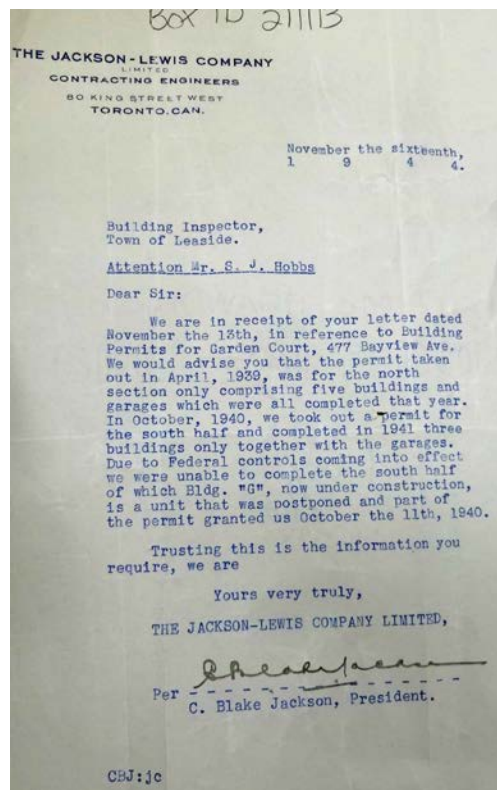 BOX ID 211113
THE JACKSON-LEWIS COMPANY
LIMITED
CONTRACTING ENGINEERS
80 KING STREET WEST
TORONTO, CAN.
November the sixteenth,
1 9 4 4.
Building Inspector,
Town of Leaside.
Attention Mr. S. J. Hobbs
Dear Sir:
We are in receipt of your letter dated
November the 13th, in reference to Building
Permits for Garden Court, 477 Bayview Ave.
We would advise you that the permit taken
out in April, 1939, was for the north
section only comprising five buildings and
garages which were all completed that year.
In October, 1940, we took out a permit for
the south half and completed in 1941 three
buildings only together with the garages.
Due to Federal controls coming into effect
we were unable to complete the south half
of which Bldg. "G", now under construction,
is a unit that was postponed and part of
the permit granted us October the 11th, 1940.
Trusting this is the information you
require, we are
Yours very truly,
THE JACKSON-LEWIS COMPANY LIMITED,
C Blake Jackson
Per - - - - - - - - - - - - - - -
C. Blake Jackson, President.
CBJ:jc